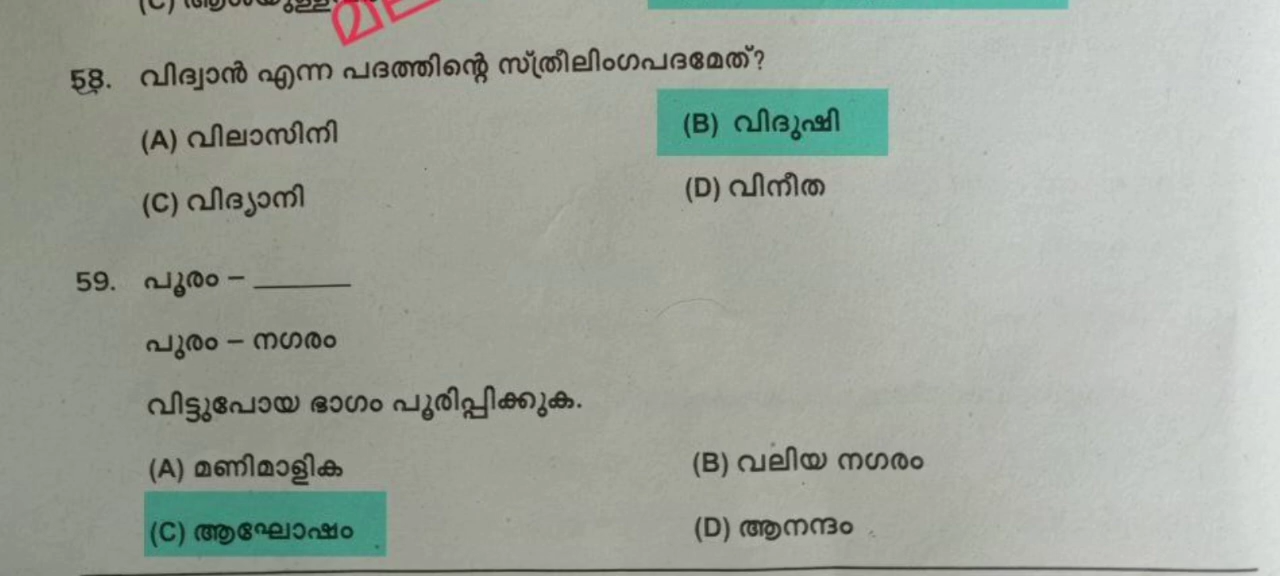 58. വിദ്വാൻ എന്ന പദത്തിന്റെ സ്ത്രീലിംഗപദമേത്?
(A) വിലാസിനി (B) വിദുഷി
(C) വിദ്യാനി (D) വിനീത
59. പൂരം – ______
പുരം – നഗരം
വിട്ടുപോയ ഭാഗം പൂരിപ്പിക്കുക.
(A) മണിമാളിക (B) വലിയ നഗരം
(C) ആഘോഷം (D) ആനന്ദം